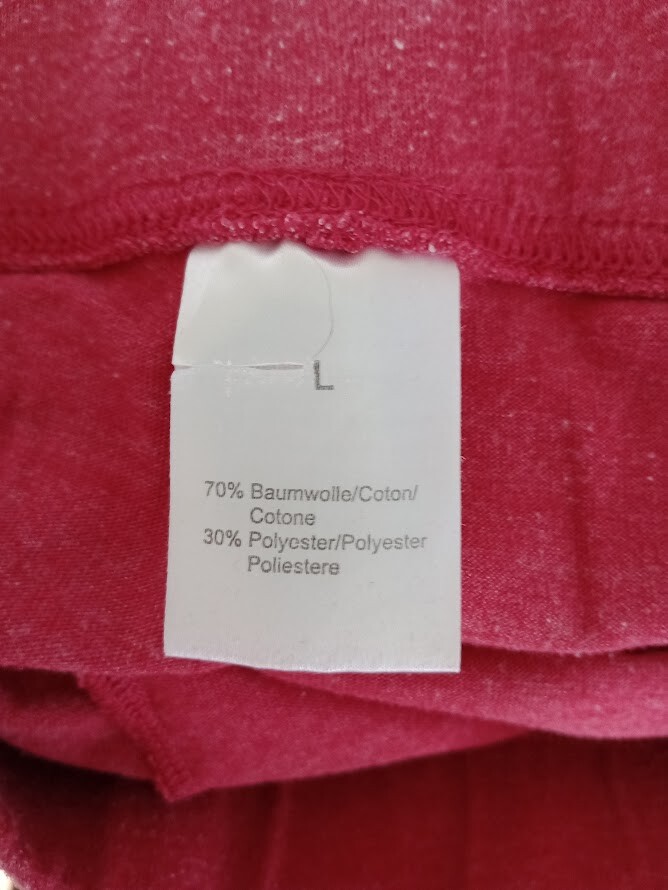 L
70% Baumwolle/Coton/
Cotone
30% Polyester/Polyester
Poliestere